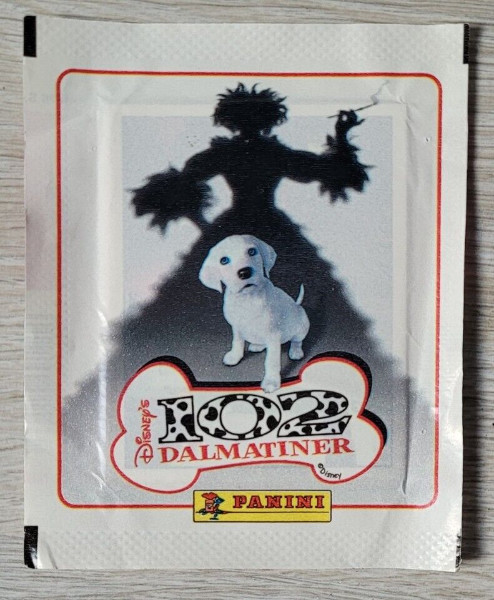 DISNEY'S
102
DALMATINER
©Disney
PANINI